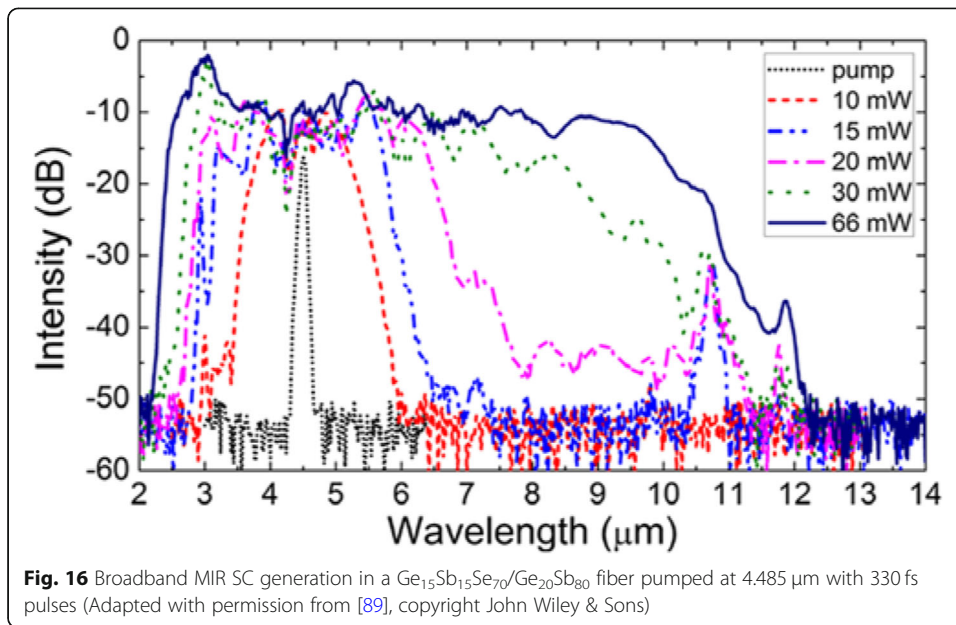 0
-10
-20
-30
-40
-50
-60
Intensity (dB)
pump
10 mW
15 mW
20 mW
30 mW
66 mW
2 3 4 5 6 7 8 9 10 11 12 13 14
Wavelength (μm)
Fig. 16 Broadband MIR SC generation in a Ge₁₅Sb₁₅Se₇₀/Ge₂₀Sb₈₀ fiber pumped at 4.485 μm with 330 fs
pulses (Adapted with permission from [89], copyright John Wiley & Sons)